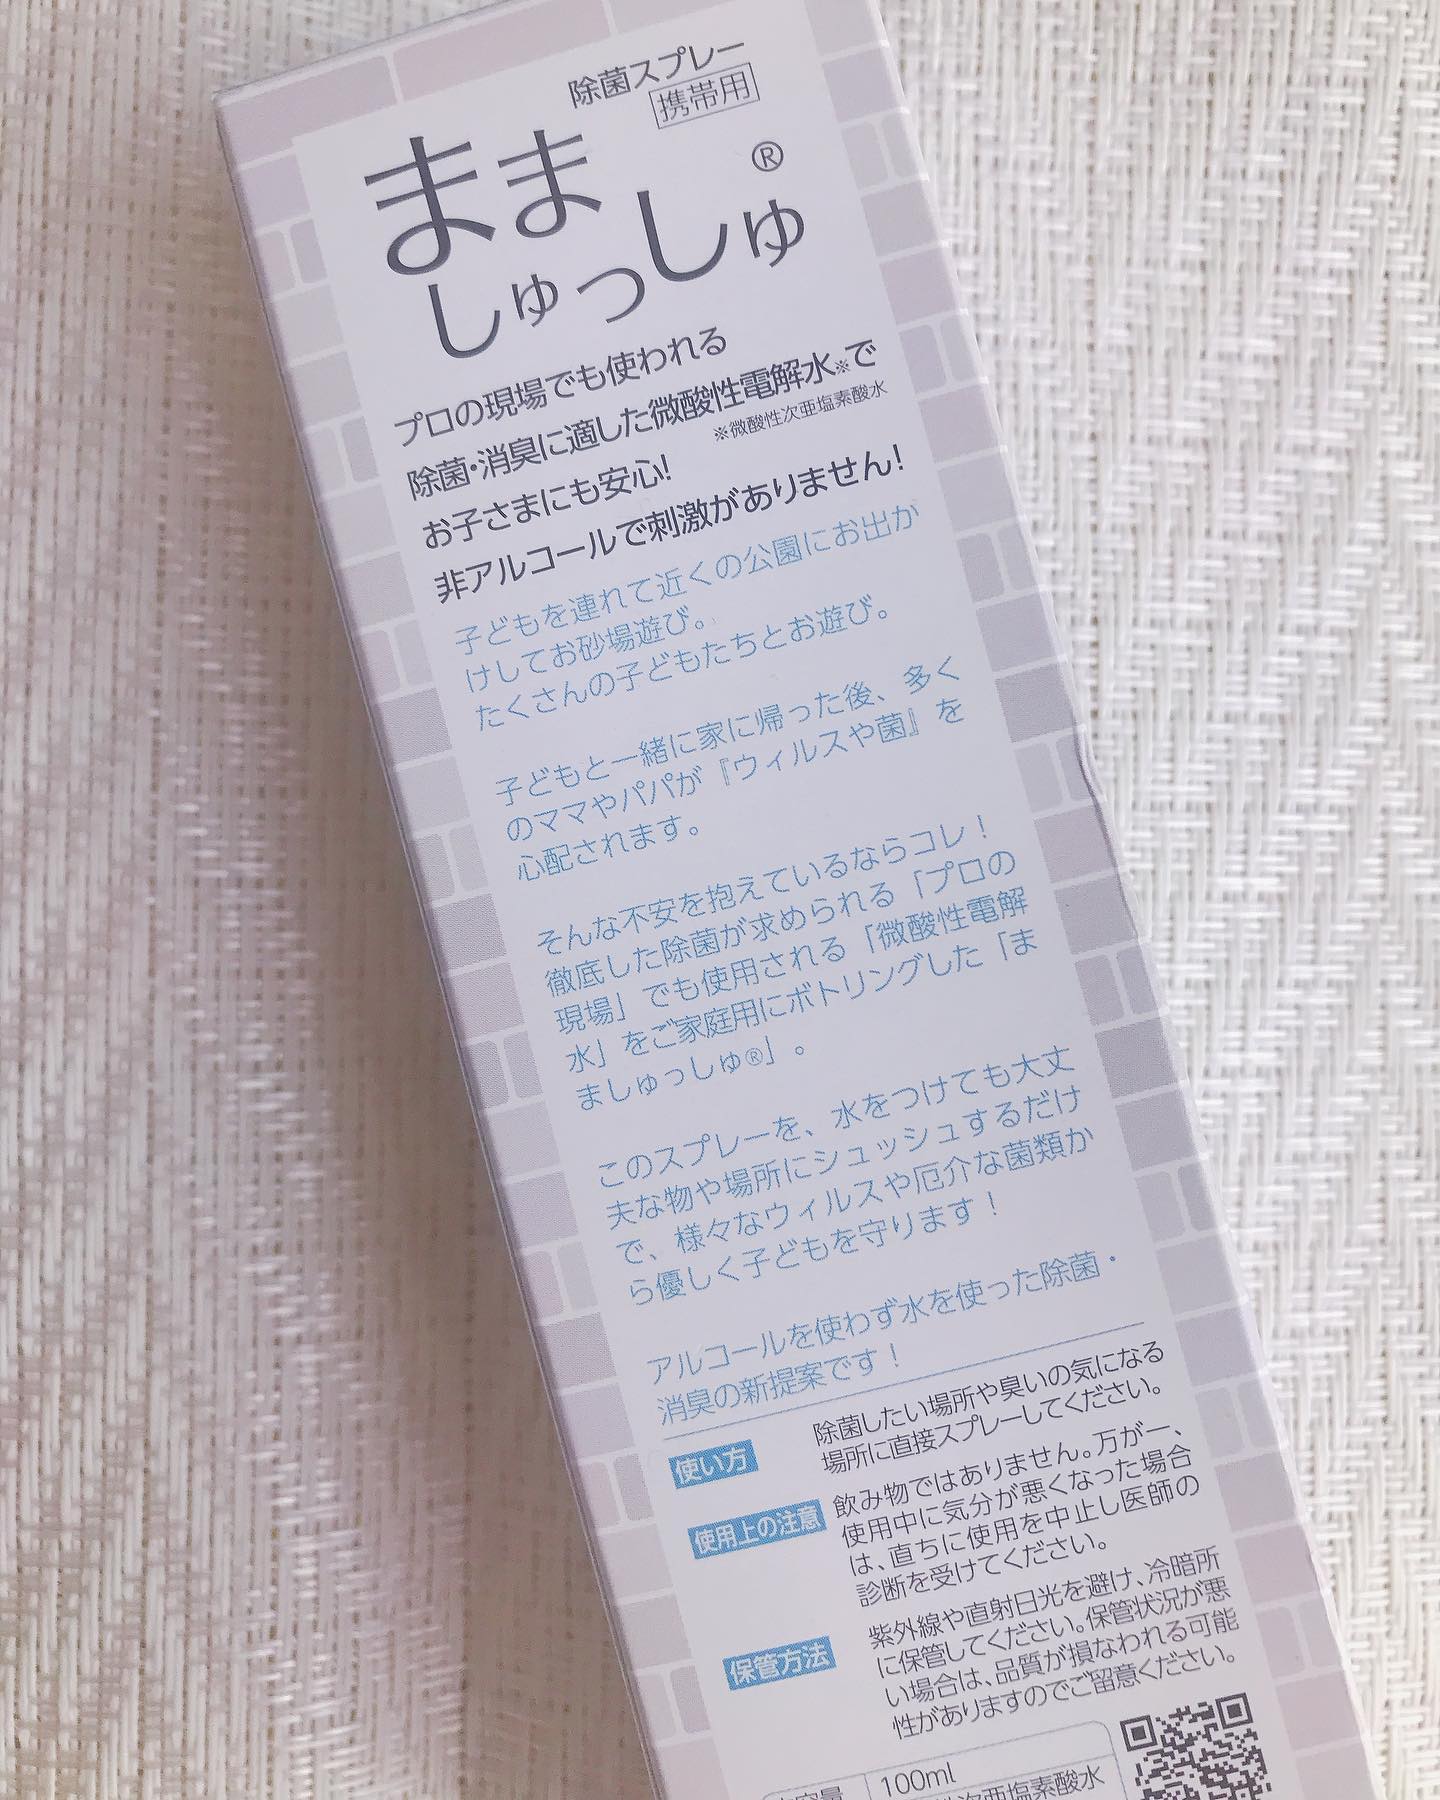 除菌スプレー
携帯用
まま
しゅっしゅ®
プロの現場でも使われる
除菌・消臭に適した微酸性電解水※で
※微酸性次亜塩素酸水
お子さまにも安心!
非アルコールで刺激がありません!
子どもを連れて近くの公園にお出か
けしてお砂場遊び。
たくさんの子どもたちとお遊び。
子どもと一緒に家に帰った後、多く
のママやパパが『ウィルスや菌』を
心配されます。
そんな不安を抱えているならコレ！
徹底した除菌が求められる「プロの
現場」でも使用される「微酸性電解
水」をご家庭用にボトリングした「ま
ましゅっしゅ®」。
このスプレーを、水をつけても大丈
夫な物や場所にシュッシュするだけ
で、様々なウィルスや厄介な菌類か
ら優しく子どもを守ります！
アルコールを使わず水を使った除菌・
消臭の新提案です！
使い方
除菌したい場所や臭いの気になる
場所に直接スプレーしてください。
使用上の注意
飲み物ではありません。万が一、
使用中に気分が悪くなった場合
は、直ちに使用を中止し医師の
診断を受けてください。
保管方法
紫外線や直射日光を避け、冷暗所
に保管してください。保管状況が悪
い場合は、品質が損なわれる可能
性がありますのでご留意ください。
内容量
100ml
次亜塩素酸水